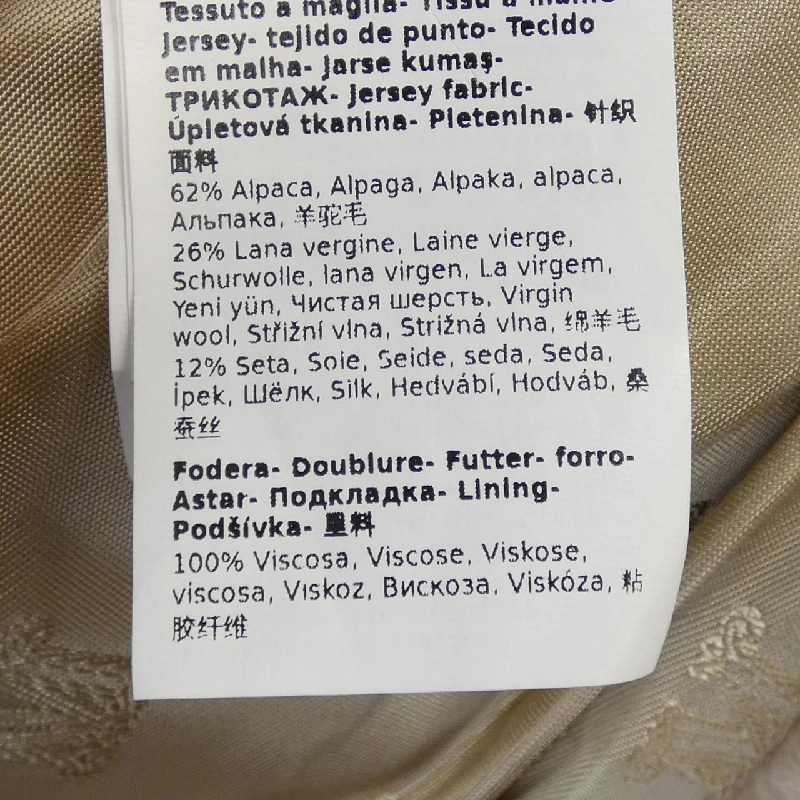 Tessuto a maglia- Tissu à maille
Jersey- tejido de punto- Tecido
em malha- Jarse kumaş-
ТРИКОТАЖ- Jersey fabric-
Úpletová tkanina- Pletenina- 针织
面料
62% Alpaca, Alpaga, Alpaka, alpaca,
Альпака, 羊驼毛
26% Lana vergine, Laine vierge,
Schurwolle, lana virgen, La virgem,
Yeni yün, Чистая шерсть, Virgin
wool, Střižní vlna, Strižná vlna, 绵羊毛
12% Seta, Soie, Seide, seda, Seda,
İpek, Шёлк, Silk, Hedvábí, Hodváb, 桑
蚕丝
Fodera- Doublure- Futter- forro-
Astar- Подкладка- Lining-
Podšívka- 里料
100% Viscosa, Viscose, Viskose,
viscosa, Viskoz, Вискоза, Viskóza, 粘
胶纤维